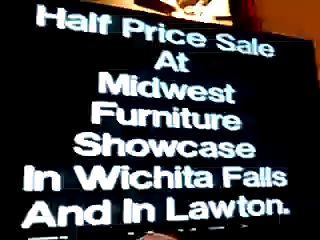 Half Price Sale
At
Midwest
Furniture
Showcase
In Wichita Falls
And In Lawton.